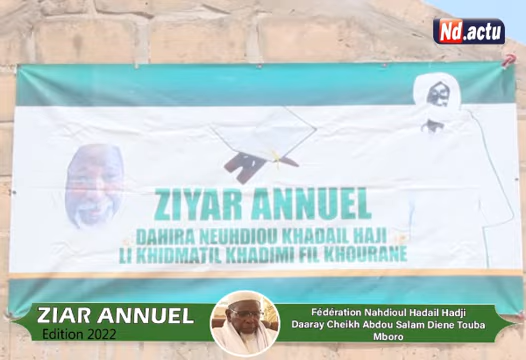 Nd.actu
ZIYAR ANNUEL
DAHIRA NEUHDIOU KHADAIL HAJI
LI KHIDMATIL KHADIMI FIL KHOURANE
ZIAR ANNUEL
Edition 2022
Fédération Nahdioul Hadail Hadji
Daaray Cheikh Abdou Salam Diene Touba
Mboro